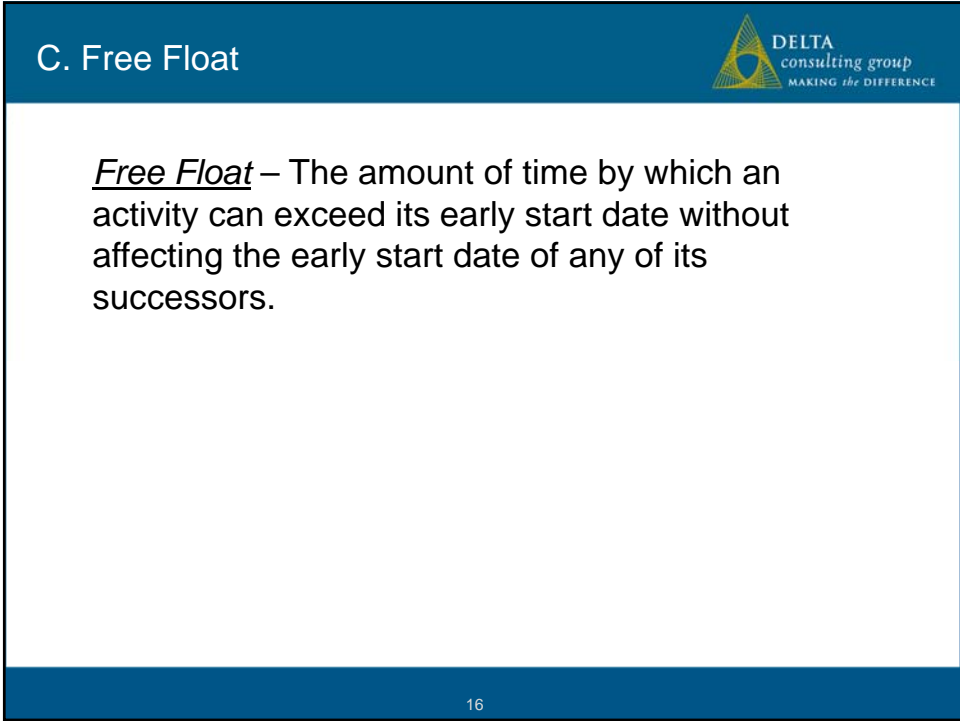 C. Free Float
DELTA
consulting group
MAKING the DIFFERENCE
Free Float – The amount of time by which an
activity can exceed its early start date without
affecting the early start date of any of its
successors.
16